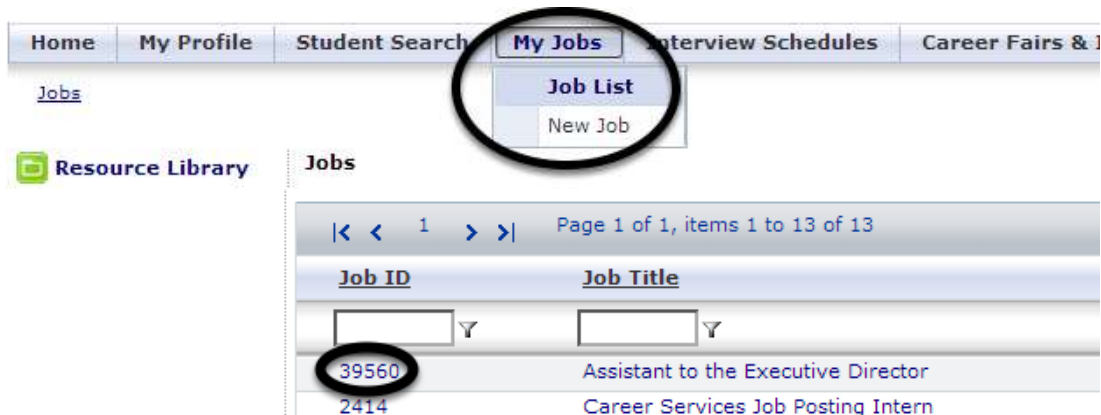 Home My Profile Student Search My Jobs Interview Schedules Career Fairs &
Jobs
Job List
New Job
Resource Library
Jobs
1 Page 1 of 1, items 1 to 13 of 13
Job ID Job Title
39560 Assistant to the Executive Director
2414 Career Services Job Posting Intern